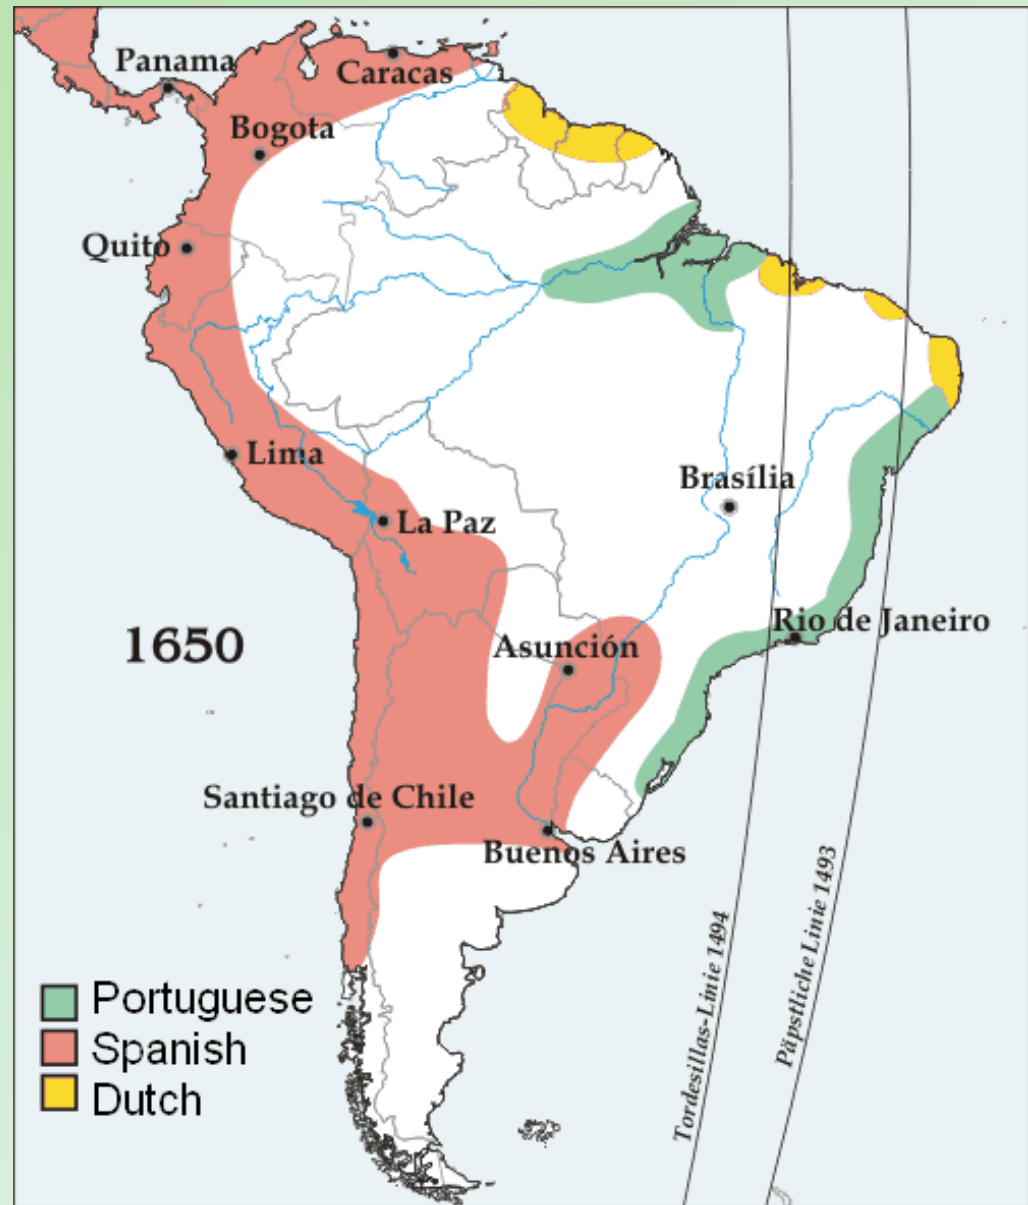 Panama
Caracas
Bogota
Quito
Lima
La Paz
Brasília
Rio de Janeiro
Asunción
1650
Santiago de Chile
Buenos Aires
Tordesillas-Linie 1494
Päpstliche Linie 1493
Portuguese
Spanish
Dutch